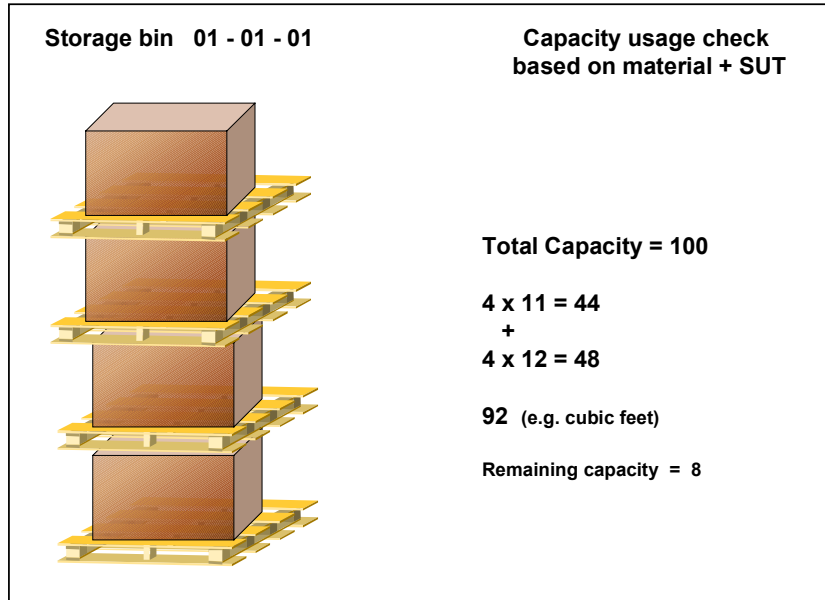 Storage bin 01 - 01 - 01
Capacity usage check
based on material + SUT
Total Capacity = 100
4 x 11 = 44
+
4 x 12 = 48
92 (e.g. cubic feet)
Remaining capacity = 8